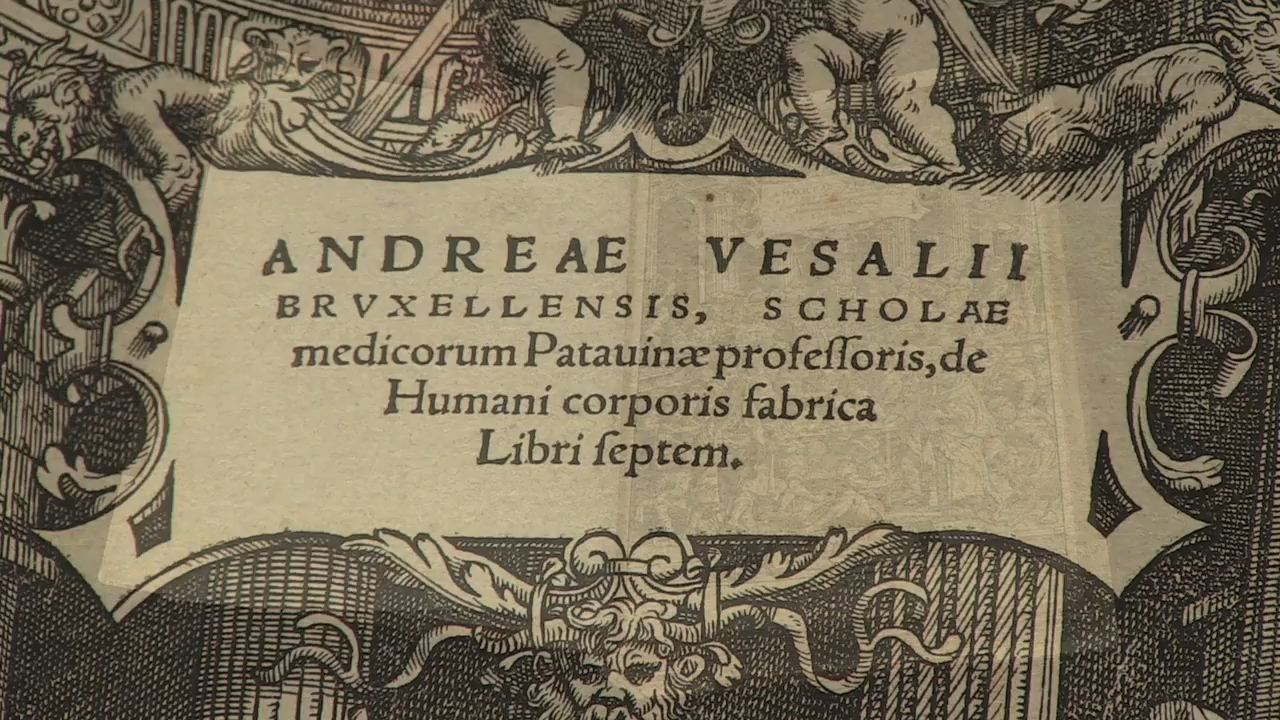 ANDREAE VESALII
BRVXELLENSIS, SCHOLAE
medicorum Patauinæ profeſſoris, de
Humani corporis fabrica
Libri ſeptem.